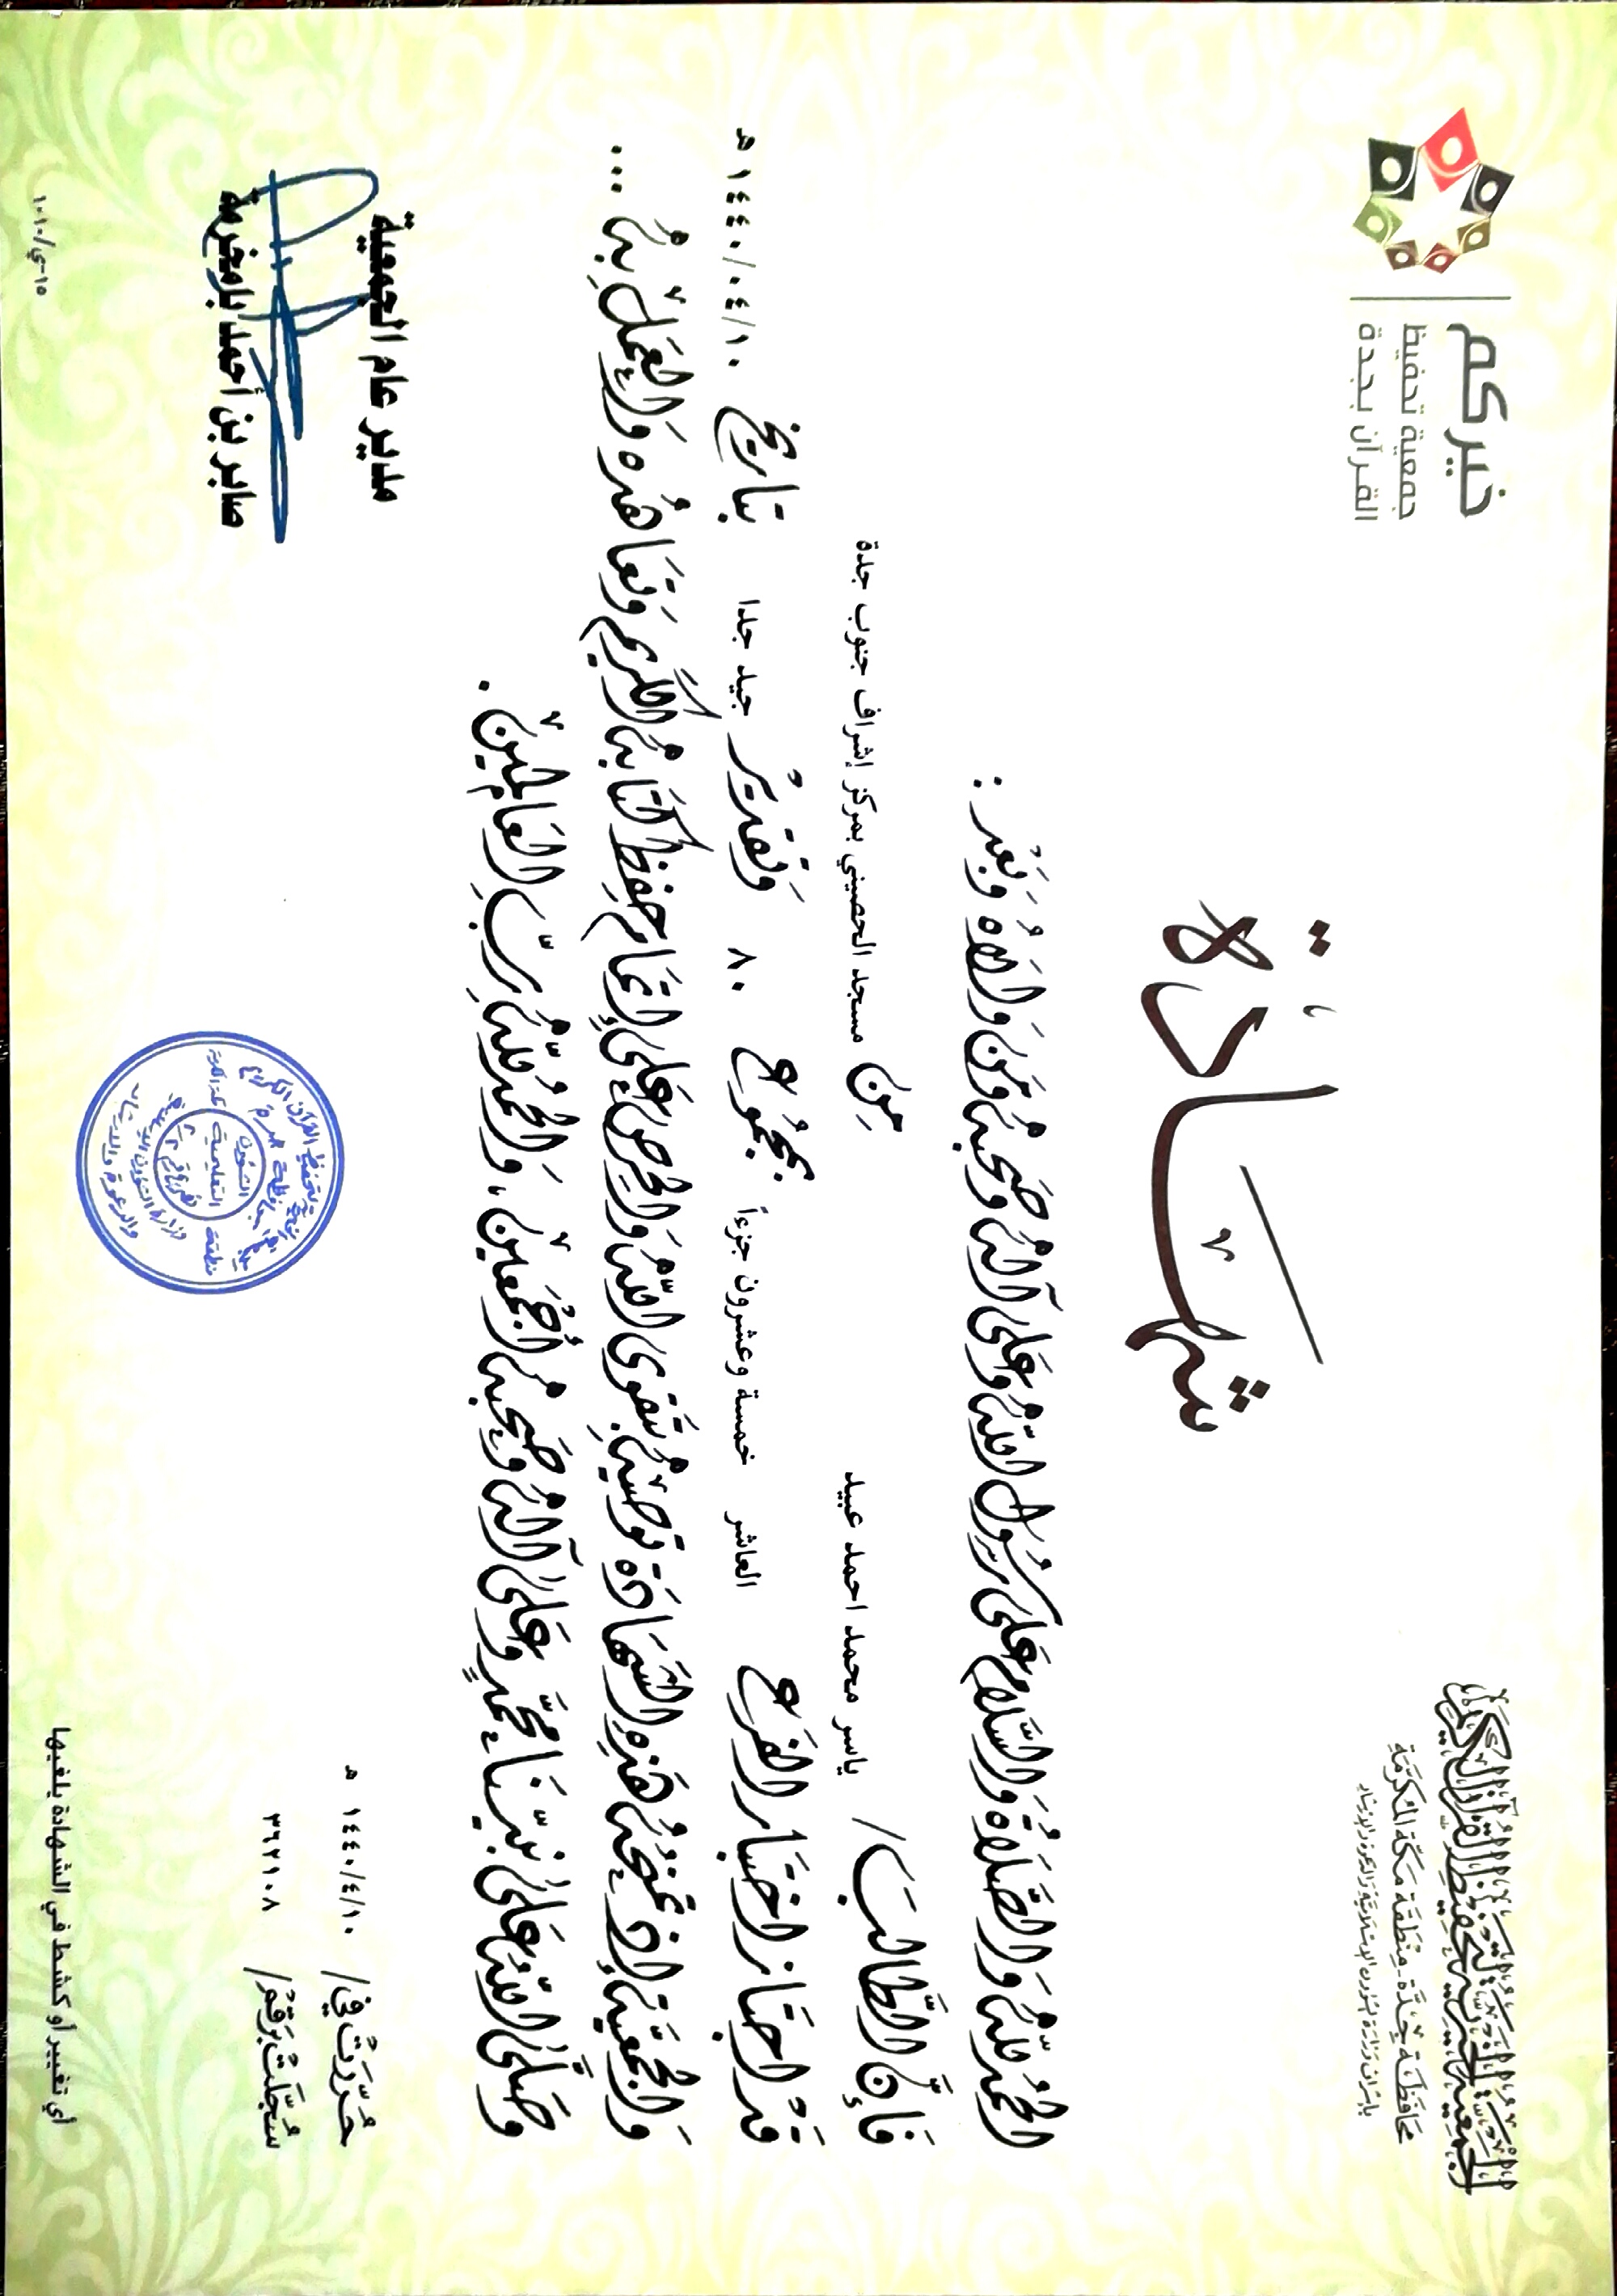 الجمعية الخيرية لتحفيظ القرآن الكريم
محافظة جدة - منطقة مكة المكرمة
بإشراف وزارة الشؤون الإسلامية والدعوة والإرشاد
خيركم
جمعية تحفيظ
القرآن بجدة
شهادة
الحمد لله والصلاة والسلام على رسول الله وعلى آله وصحبه ومن والاه وبعد :
فإن الطالب / ياسر محمد احمد عبيد من مسجد الحصيني بمركز إشراف جنوب جدة
قد اجتاز اختبار الفرع العاشر خمسة وعشرون جزءاً بمجموع ٨٠ وتقدير جيد جدا بتاريخ ١٤٤٠/٠٤/١٠ هـ
والجمعية إذ تمنحه هذه الشهادة توصيه بتقوى الله والحرص على إتمام حفظ كتابه الكريم وتعاهده والعمل به ...
وصلى الله على نبينا محمد وعلى آله وصحبه أجمعين . والحمد لله رب العالمين .
حررت في / ١٤٤٠/٤/١٠ هـ
سجلت برقم / ٣٦٢١٠٨
مدير عام الجمعية
صابر بن أحمد بامخرمة
الجمعية الخيرية لتحفيظ القرآن الكريم
بمحافظة جدة
منطقة مكة المكرمة
الشؤون
التعليمية
تصريح رقم ٢/٢
وزارة الشؤون الإسلامية
والدعوة والارشاد
أي تغيير أو كشط في الشهادة يلغيها
١٥-ي/١٠١٠